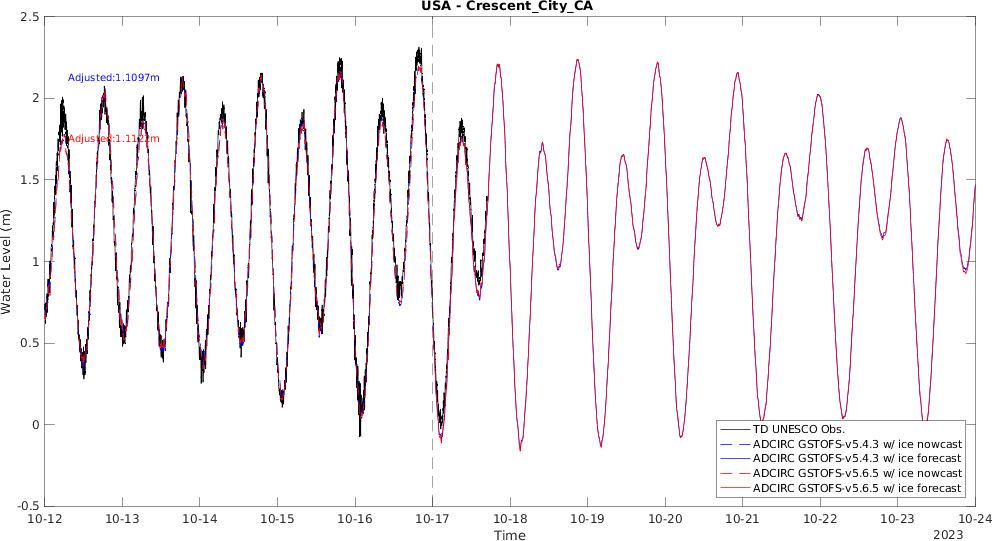 USA - Crescent_City_CA
2.5
2
1.5
1
0.5
0
-0.5
Water Level (m)
Adjusted:1.1097m
Adjusted:1.1122m
TD UNESCO Obs.
ADCIRC GSTOFS-v5.4.3 w/ ice nowcast
ADCIRC GSTOFS-v5.4.3 w/ ice forecast
ADCIRC GSTOFS-v5.6.5 w/ ice nowcast
ADCIRC GSTOFS-v5.6.5 w/ ice forecast
10-12 10-13 10-14 10-15 10-16 10-17 10-18 10-19 10-20 10-21 10-22 10-23 10-24
Time
2023